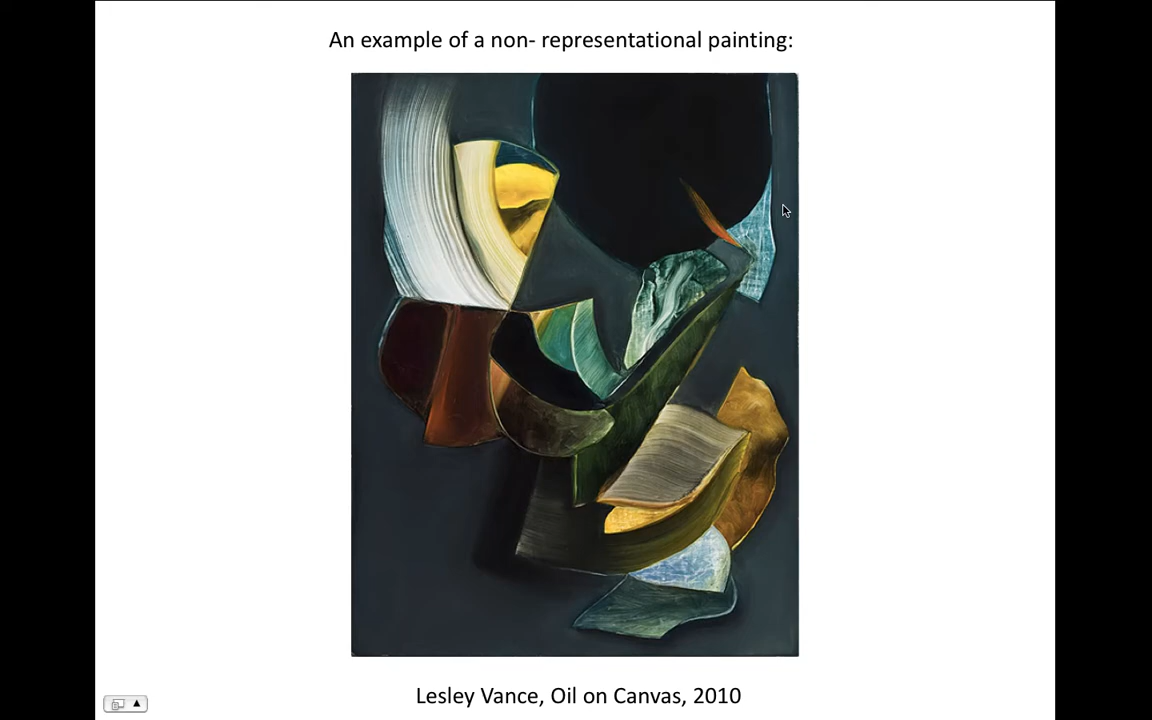 An example of a non- representational painting:
Lesley Vance, Oil on Canvas, 2010